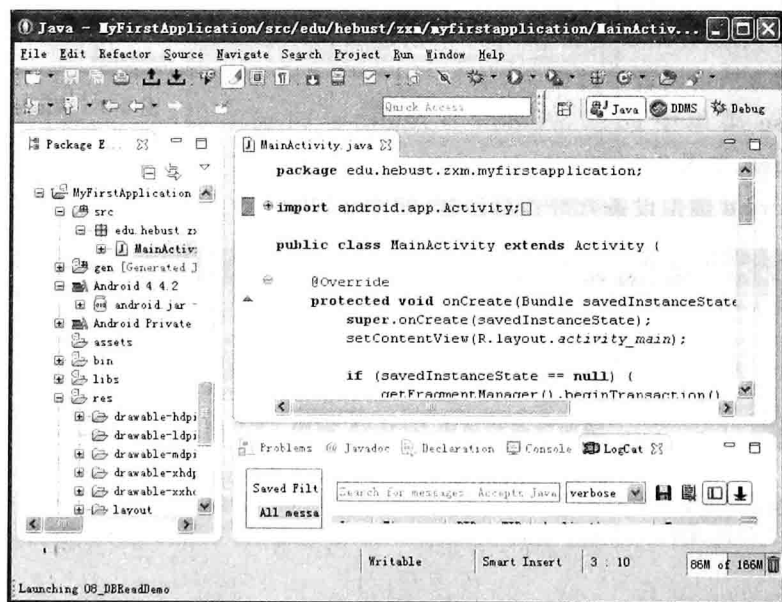 Java - MyFirstApplication/src/edu/hebust/zxm/myfirstapplication/MainActiv...
File Edit Refactor Source Navigate Search Project Run Window Help
Quick Access
Java
DDMS
Debug
Package E...
MyFirstApplication
src
edu.hebust.zx
MainActiv
gen [Generated J
Android 4.4.2
android.jar -
Android Private
assets
bin
libs
res
drawable-hdpi
drawable-ldpi
drawable-mdpi
drawable-xhdp
drawable-xxhd
layout
MainActivity.java
package edu.hebust.zxm.myfirstapplication;
import android.app.Activity;
public class MainActivity extends Activity {
@Override
protected void onCreate(Bundle savedInstanceState
super.onCreate(savedInstanceState);
setContentView(R.layout.activity_main);
if (savedInstanceState == null) {
getFragmentManager().beginTransaction()
Problems @ Javadoc Declaration Console LogCat
Saved Filt
All messa
Search for messages. Accepts Java
verbose
Writable
Smart Insert
3 : 10
86M of 166M
Launching 08_DBReadDemo